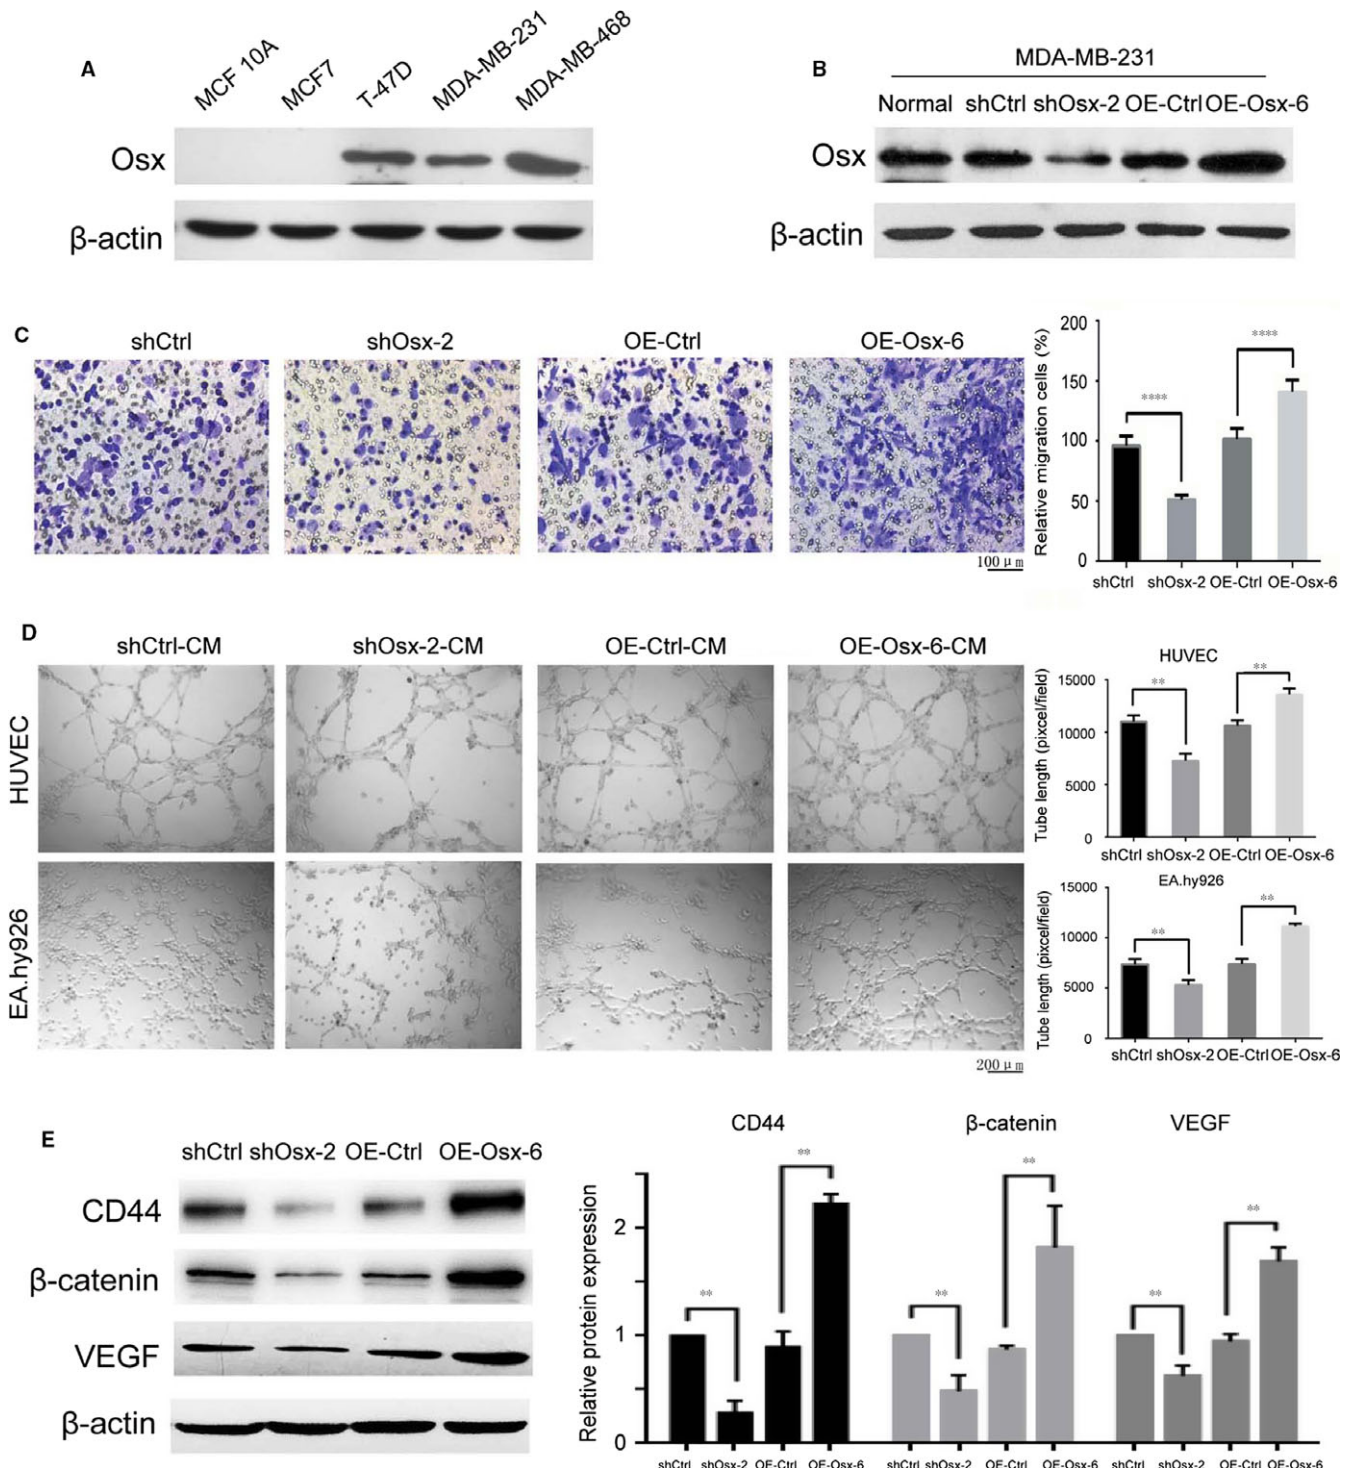 A
MCF 10A
MCF7
T-47D
MDA-MB-231
MDA-MB-468
Osx
β-actin
B
MDA-MB-231
Normal shCtrl shOsx-2 OE-Ctrl OE-Osx-6
Osx
β-actin
C
shCtrl
shOsx-2
OE-Ctrl
OE-Osx-6
100 μm
Relative migration cells (%)
200
150
100
50
0
****
****
shCtrl shOsx-2 OE-Ctrl OE-Osx-6
D
shCtrl-CM
shOsx-2-CM
OE-Ctrl-CM
OE-Osx-6-CM
HUVEC
EA.hy926
200 μm
HUVEC
Tube length (pixcel/field)
15000
10000
5000
0
**
**
shCtrl shOsx-2 OE-Ctrl OE-Osx-6
EA.hy926
Tube length (pixcel/field)
15000
10000
5000
0
**
**
shCtrl shOsx-2 OE-Ctrl OE-Osx-6
E
shCtrl shOsx-2 OE-Ctrl OE-Osx-6
CD44
β-catenin
VEGF
β-actin
CD44
β-catenin
VEGF
Relative protein expression
2
1
0
**
**
**
**
**
**
shCtrl shOsx-2 OE-Ctrl OE-Osx-6
shCtrl shOsx-2 OE-Ctrl OE-Osx-6
shCtrl shOsx-2 OE-Ctrl OE-Osx-6